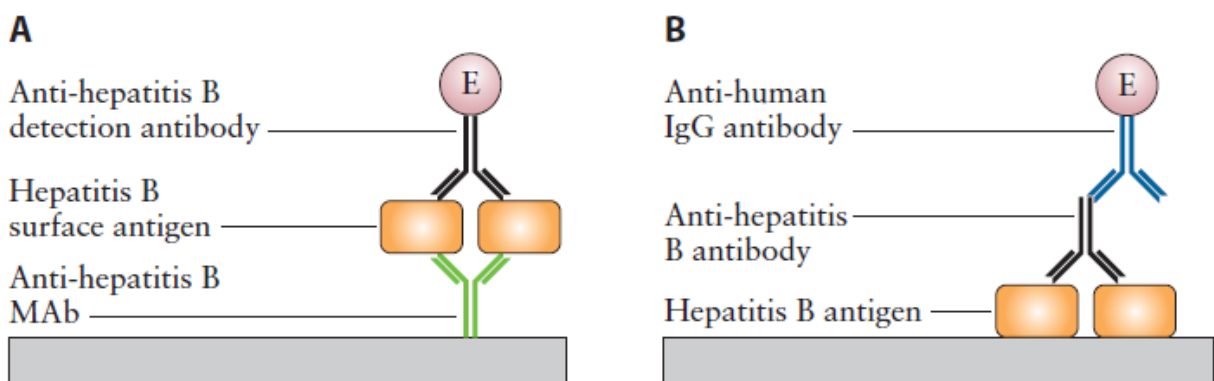 A
Anti-hepatitis B
detection antibody
E
Hepatitis B
surface antigen
Anti-hepatitis B
MAb
B
Anti-human
IgG antibody
E
Anti-hepatitis
B antibody
Hepatitis B antigen